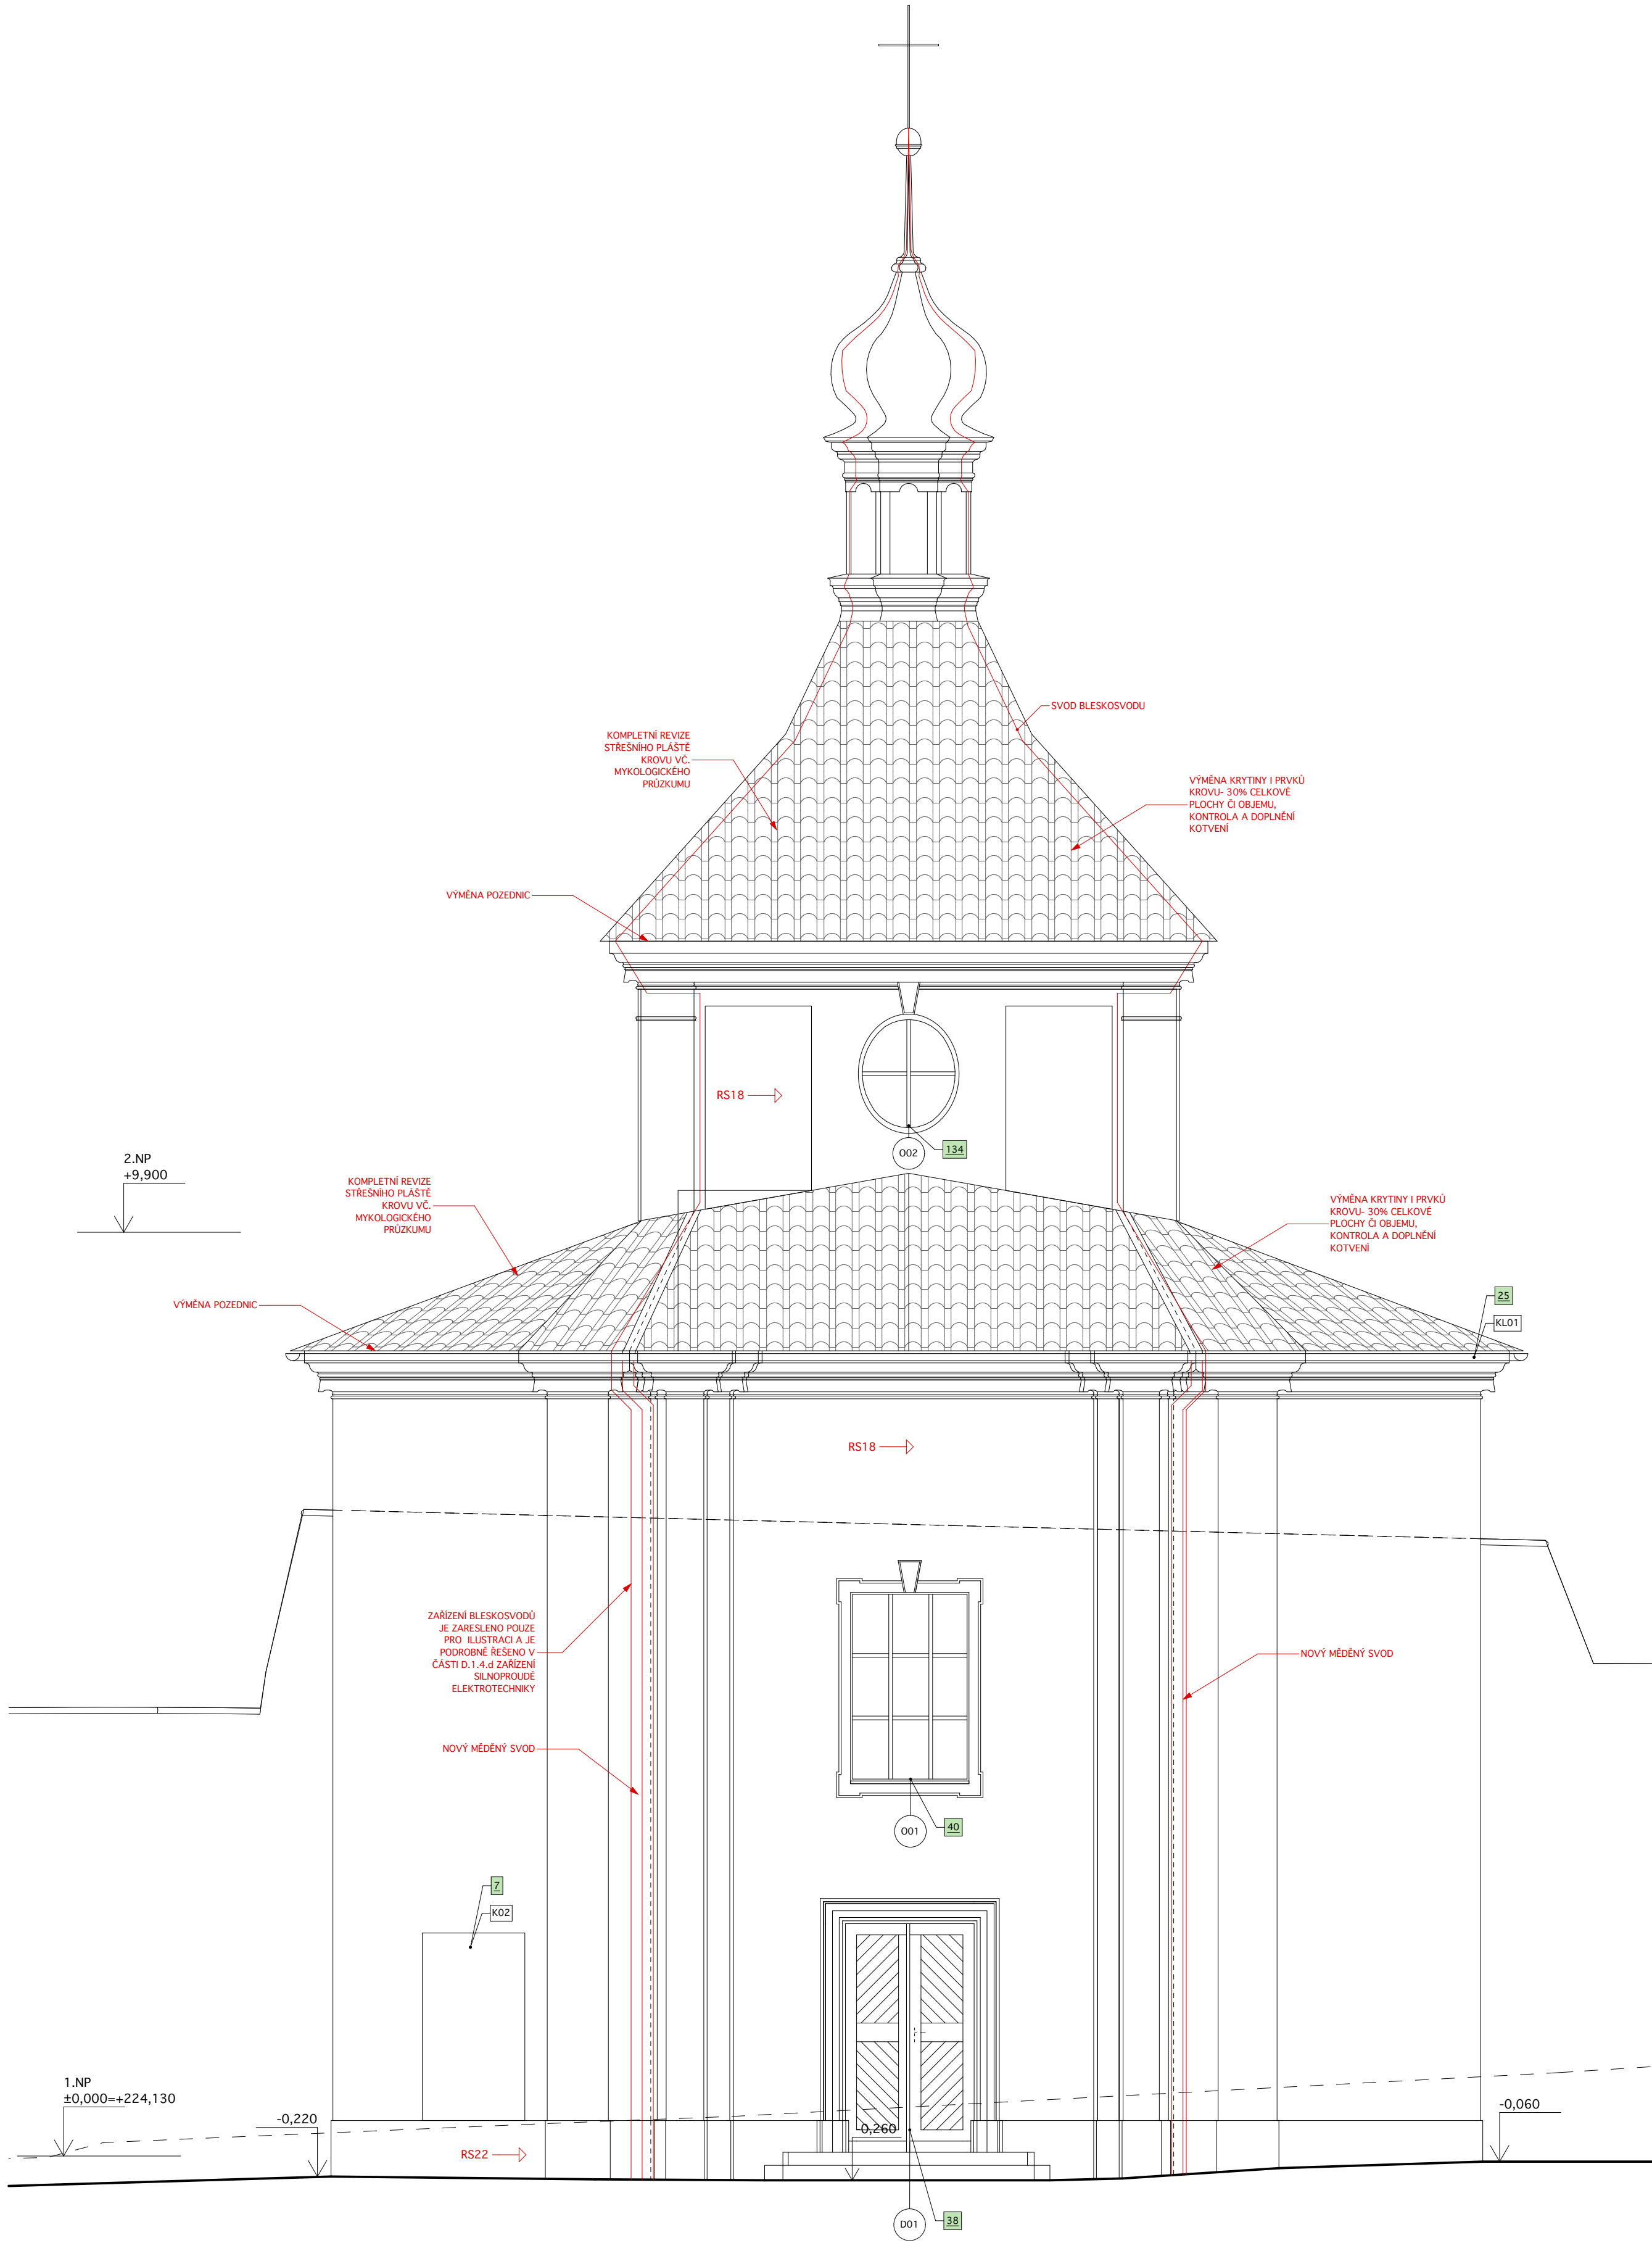 SVOD BLESKOSVODU
KOMPLETNÍ REVIZE
STŘEŠNÍHO PLÁŠTĚ
KROVU VČ.
MYKOLOGICKÉHO
PRŮZKUMU
VÝMĚNA KRYTINY I PRVKŮ
KROVU- 30% CELKOVÉ
PLOCHY ČI OBJEMU,
KONTROLA A DOPLNĚNÍ
KOTVENÍ
VÝMĚNA POZEDNIC
RS18
134
O02
2.NP
+9,900
KOMPLETNÍ REVIZE
STŘEŠNÍHO PLÁŠTĚ
KROVU VČ.
MYKOLOGICKÉHO
PRŮZKUMU
VÝMĚNA KRYTINY I PRVKŮ
KROVU- 30% CELKOVÉ
PLOCHY ČI OBJEMU,
KONTROLA A DOPLNĚNÍ
KOTVENÍ
VÝMĚNA POZEDNIC
25
KL01
RS18
ZAŘÍZENÍ BLESKOSVODŮ
JE ZARESLENO POUZE
PRO ILUSTRACI A JE
PODROBNĚ ŘEŠENO V
ČÁSTI D.1.4.d ZAŘÍZENÍ
SILNOPROUDÉ
ELEKTROTECHNIKY
NOVÝ MĚDĚNÝ SVOD
NOVÝ MĚDĚNÝ SVOD
40
O01
7
K02
1.NP
±0,000=+224,130
-0,220
-0,260
-0,060
RS22
38
D01